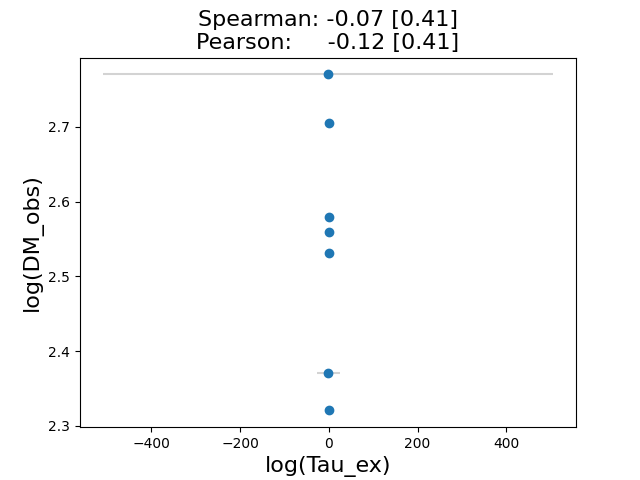 Spearman: -0.07 [0.41]
Pearson: -0.12 [0.41]
log(DM_obs)
2.7
2.6
2.5
2.4
2.3
−400
−200
0
200
400
log(Tau_ex)